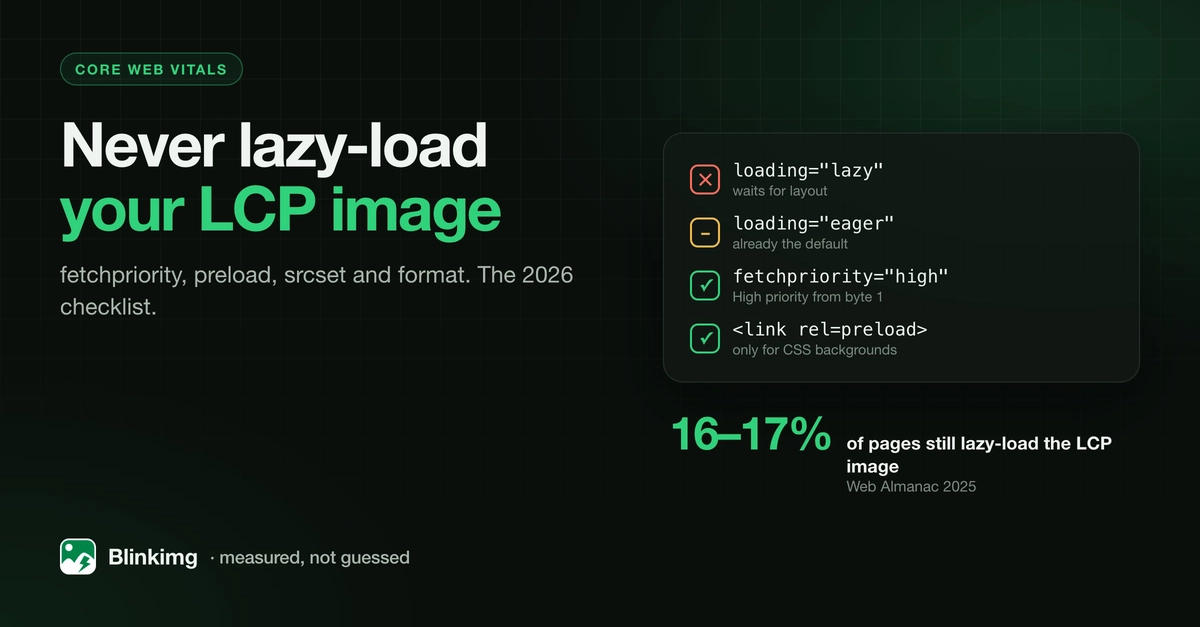 CORE WEB VITALS
Never lazy-load
your LCP image
fetchpriority, preload, srcset and format. The 2026
checklist.
loading="lazy"
waits for layout
loading="eager"
already the default
fetchpriority="high"
High priority from byte 1
<link rel=preload>
only for CSS backgrounds
16–17%
of pages still lazy-load the LCP
image
Web Almanac 2025
Blinkimg · measured, not guessed